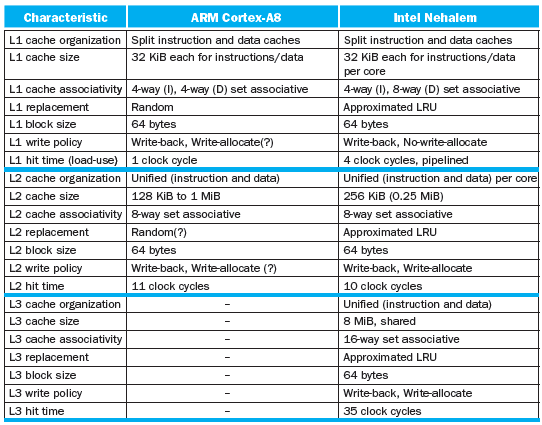 Characteristic ARM Cortex-A8 Intel Nehalem
L1 cache organization Split instruction and data caches Split instruction and data caches
L1 cache size 32 KiB each for instructions/data 32 KiB each for instructions/data
per core
L1 cache associativity 4-way (I), 4-way (D) set associative 4-way (I), 8-way (D) set associative
L1 replacement Random Approximated LRU
L1 block size 64 bytes 64 bytes
L1 write policy Write-back, Write-allocate(?) Write-back, No-write-allocate
L1 hit time (load-use) 1 clock cycle 4 clock cycles, pipelined
L2 cache organization Unified (instruction and data) Unified (instruction and data) per core
L2 cache size 128 KiB to 1 MiB 256 KiB (0.25 MiB)
L2 cache associativity 8-way set associative 8-way set associative
L2 replacement Random(?) Approximated LRU
L2 block size 64 bytes 64 bytes
L2 write policy Write-back, Write-allocate (?) Write-back, Write-allocate
L2 hit time 11 clock cycles 10 clock cycles
L3 cache organization – Unified (instruction and data)
L3 cache size – 8 MiB, shared
L3 cache associativity – 16-way set associative
L3 replacement – Approximated LRU
L3 block size – 64 bytes
L3 write policy – Write-back, Write-allocate
L3 hit time – 35 clock cycles